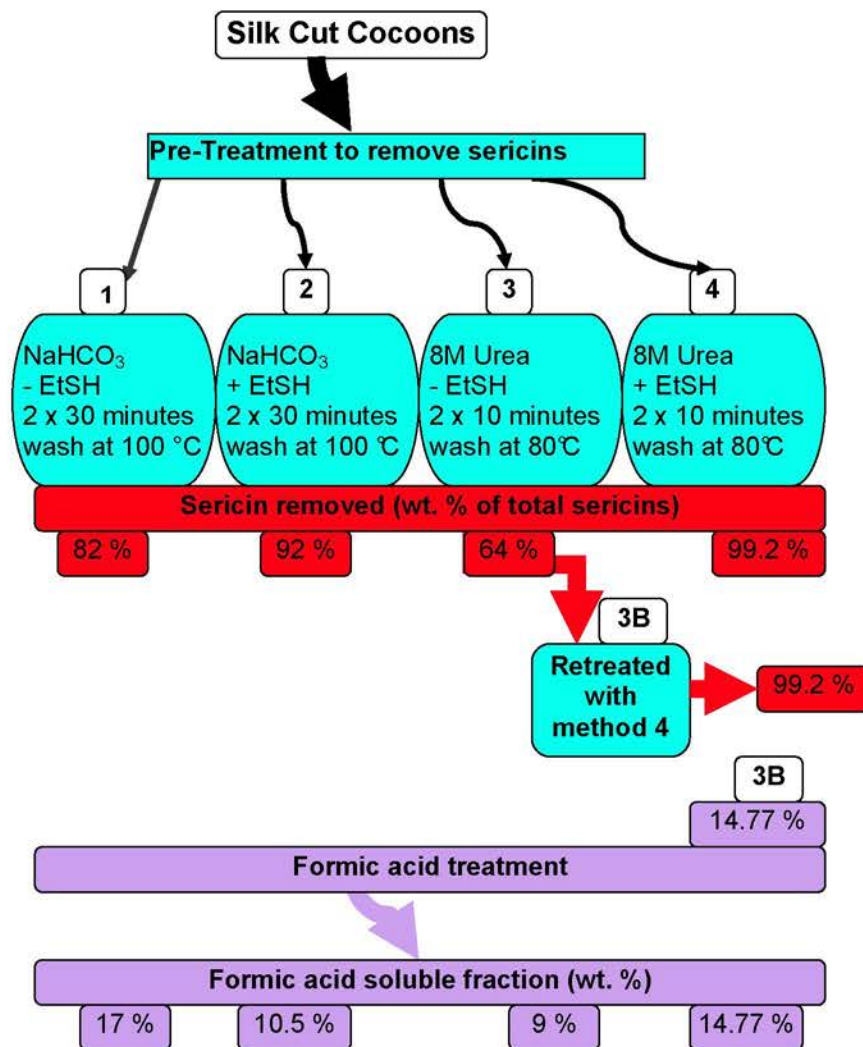 Silk Cut Cocoons
Pre-Treatment to remove sericins
1
2
3
4
NaHCO₃
- EtSH
2 x 30 minutes
wash at 100 °C
NaHCO₃
+ EtSH
2 x 30 minutes
wash at 100 °C
8M Urea
- EtSH
2 x 10 minutes
wash at 80°C
8M Urea
+ EtSH
2 x 10 minutes
wash at 80°C
Sericin removed (wt. % of total sericins)
82 %
92 %
64 %
99.2 %
3B
Retreated
with
method 4
99.2 %
3B
14.77 %
Formic acid treatment
Formic acid soluble fraction (wt. %)
17 %
10.5 %
9 %
14.77 %